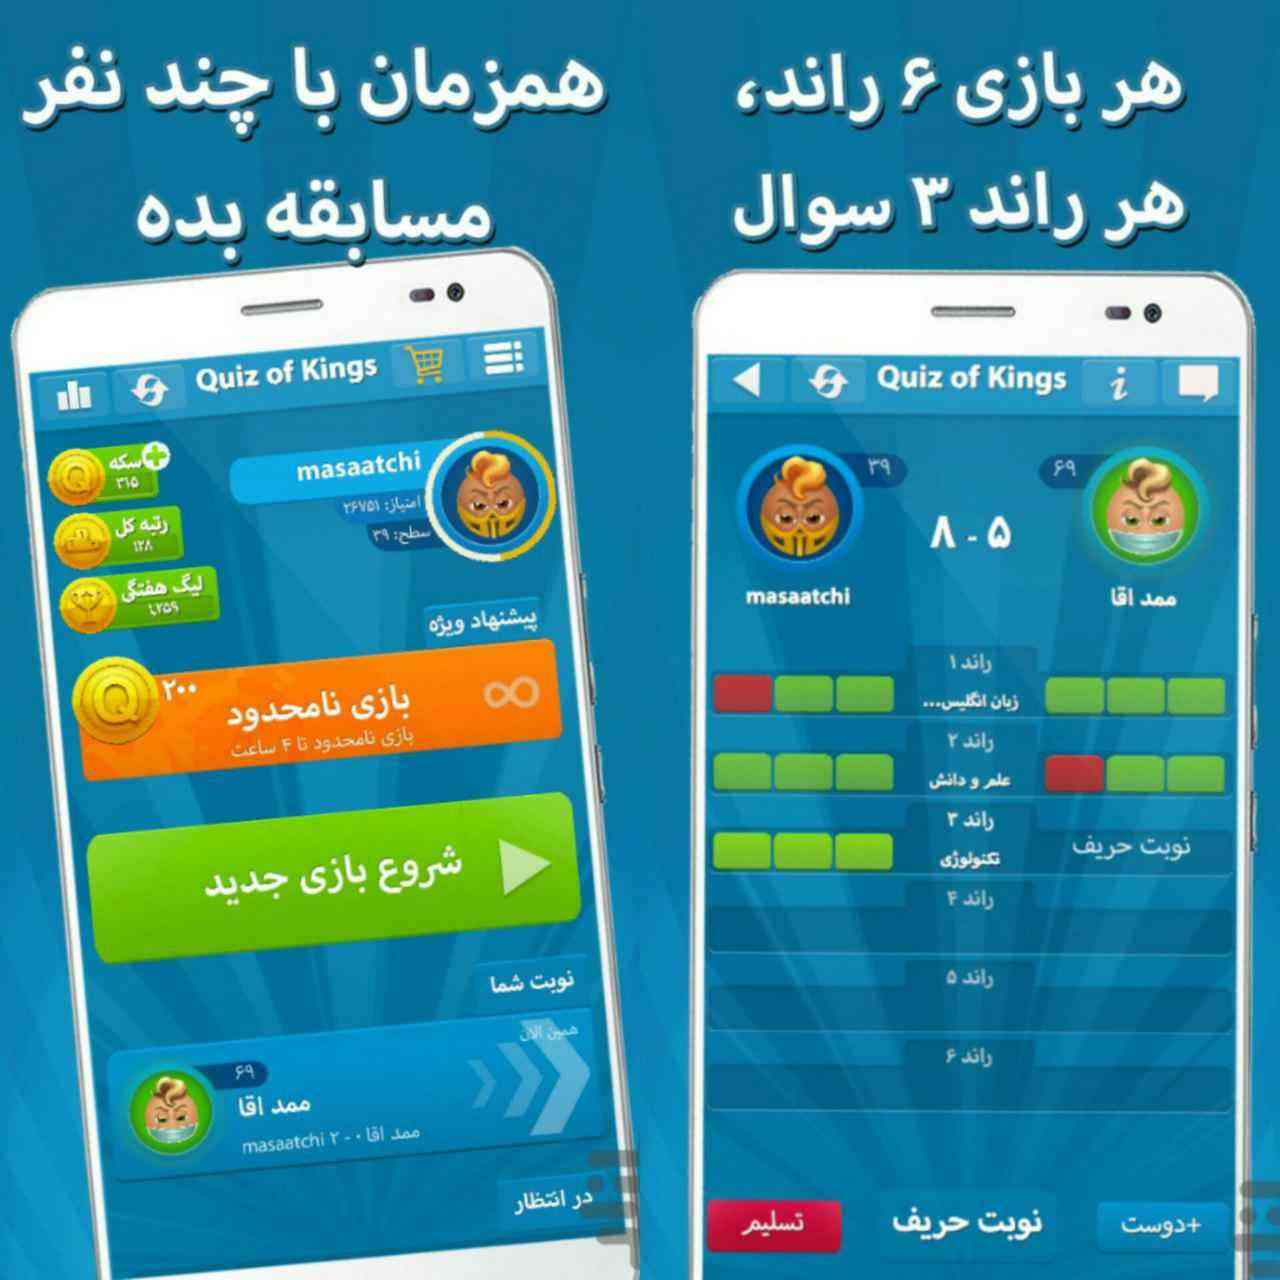 همزمان با چند نفر
مسابقه بده
Quiz of Kings
masaatchi
امتیاز: ۲۶۷۵۱
سطح: ۳۹
سکه
۳۱۵
رتبه کل
۱۲۸
لیگ هفتگی
۱,۲۵۹
پیشنهاد ویژه
۲۰۰
بازی نامحدود
بازی نامحدود تا ۴ ساعت
شروع بازی جدید
نوبت شما
همین الان
۶۹
ممد اقا
ممد اقا ۰ - ۲ masaatchi
در انتظار
هر بازی ۶ راند،
هر راند ۳ سوال
Quiz of Kings
۳۹
۶۹
۸ - ۵
masaatchi
ممد اقا
راند ۱
زبان انگلیس...
راند ۲
علم و دانش
راند ۳
تکنولوژی
نوبت حریف
راند ۴
راند ۵
راند ۶
تسلیم
نوبت حریف
+دوست